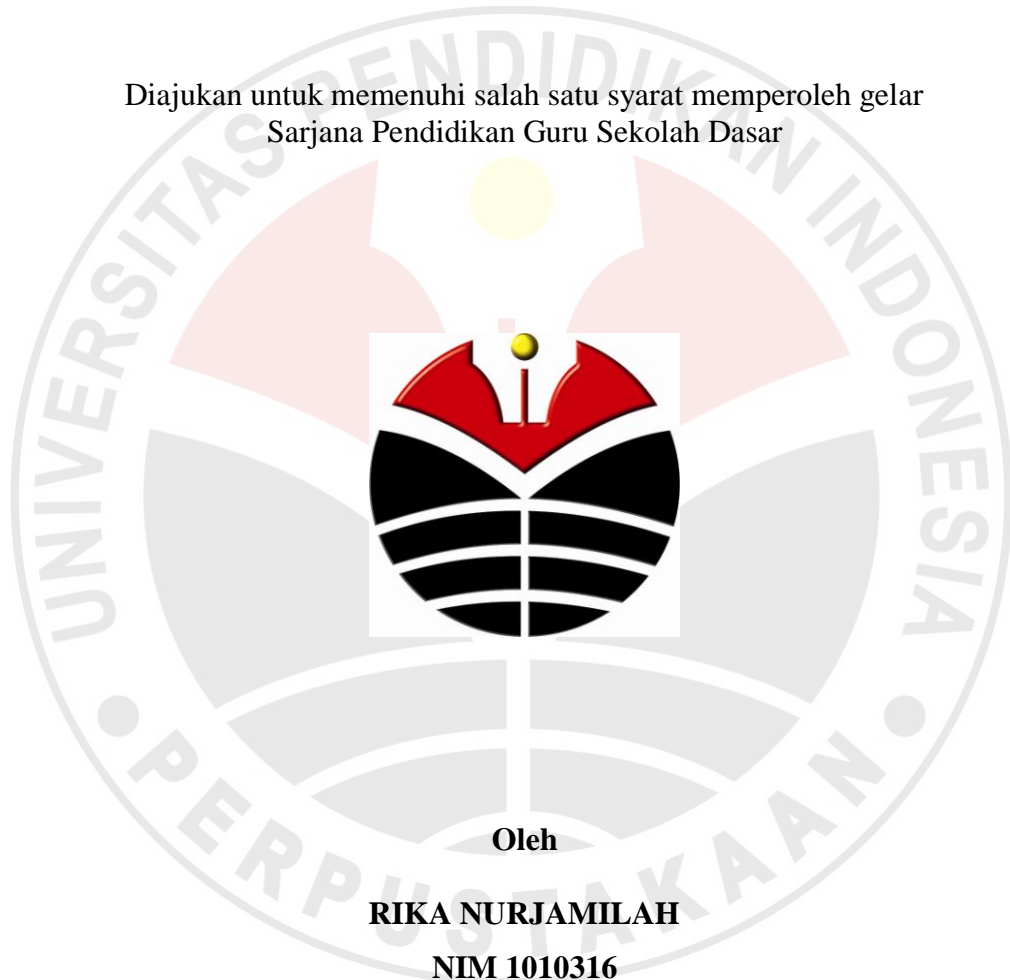 Diajukan untuk memenuhi salah satu syarat memperoleh gelar
Sarjana Pendidikan Guru Sekolah Dasar
UNIVERSITAS PENDIDIKAN INDONESIA
PERPUSTAKAAN
Oleh
RIKA NURJAMILAH
NIM 1010316